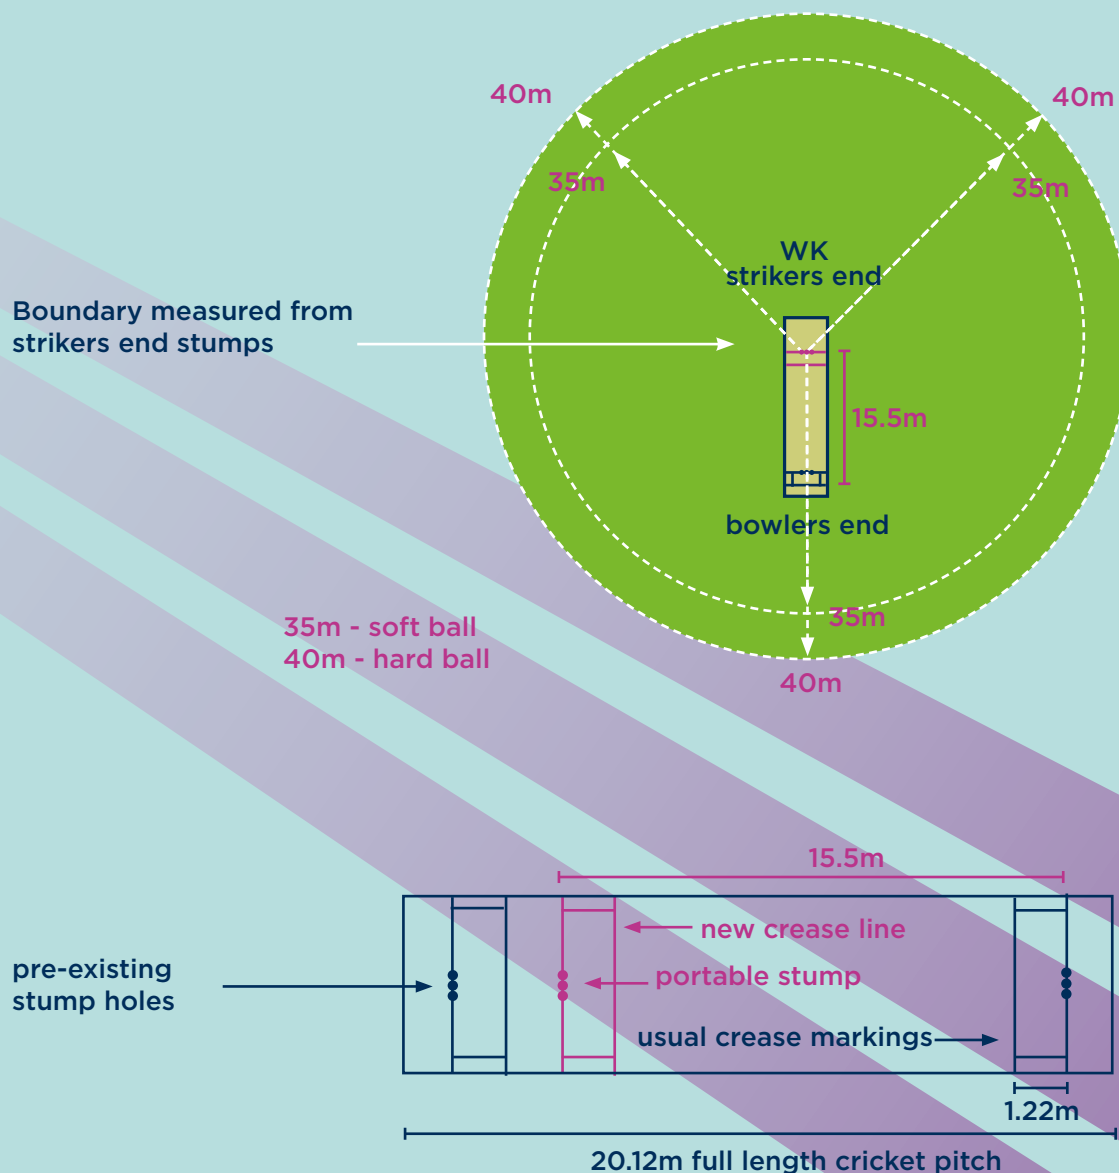 40m
40m
35m
35m
WK
strikers end
Boundary measured from
strikers end stumps
15.5m
bowlers end
35m
35m - soft ball
40m - hard ball
40m
15.5m
new crease line
pre-existing
stump holes
portable stump
usual crease markings
1.22m
20.12m full length cricket pitch